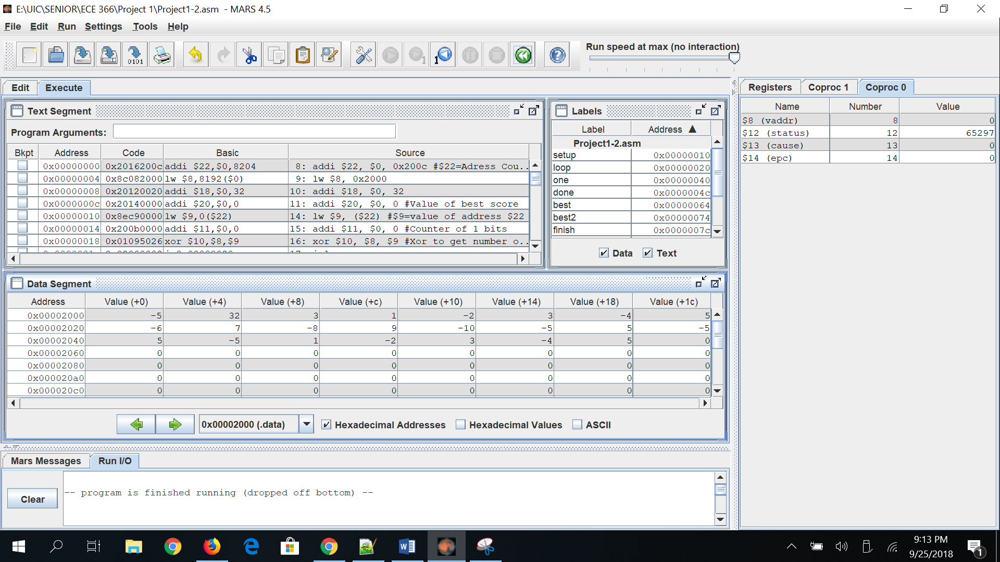 E:\UIC\SENIOR\ECE 366\Project 1\Project1-2.asm - MARS 4.5
File Edit Run Settings Tools Help
Run speed at max (no interaction)
0101 1 1
Edit Execute
Registers Coproc 1 Coproc 0
Name Number Value
$8 (vaddr) 8 0
$12 (status) 12 65297
$13 (cause) 13 0
$14 (epc) 14 0
Text Segment
Program Arguments:
Bkpt Address Code Basic Source
0x00000000 0x2016200c addi $22,$0,8204 8: addi $22, $0, 0x200c #$22=Adress Cou..
0x00000004 0x8c082000 lw $8,8192($0) 9: lw $8, 0x2000
0x00000008 0x20120020 addi $18,$0,32 10: addi $18, $0, 32
0x0000000c 0x20140000 addi $20,$0,0 11: addi $20, $0, 0 #Value of best score
0x00000010 0x8ec90000 lw $9,0($22) 14: lw $9, ($22) #$9=value of address $22
0x00000014 0x200b0000 addi $11,$0,0 15: addi $11, $0, 0 #Counter of 1 bits
0x00000018 0x01095026 xor $10,$8,$9 16: xor $10, $8, $9 #Xor to get number o..
Labels
Label Address ▲
Project1-2.asm
setup 0x00000010
loop 0x00000020
one 0x00000040
done 0x0000004c
best 0x00000064
best2 0x00000074
finish 0x0000007c
Data Text
Data Segment
Address Value (+0) Value (+4) Value (+8) Value (+c) Value (+10) Value (+14) Value (+18) Value (+1c)
0x00002000 -5 32 3 1 -2 3 -4 5
0x00002020 -6 7 -8 9 -10 -5 5 -5
0x00002040 5 -5 1 -2 3 -4 5 0
0x00002060 0 0 0 0 0 0 0 0
0x00002080 0 0 0 0 0 0 0 0
0x000020a0 0 0 0 0 0 0 0 0
0x000020c0 0 0 0 0 0 0 0 0
0x00002000 (.data) Hexadecimal Addresses Hexadecimal Values ASCII
Mars Messages Run I/O
Clear
-- program is finished running (dropped off bottom) --
9:13 PM
9/25/2018
1